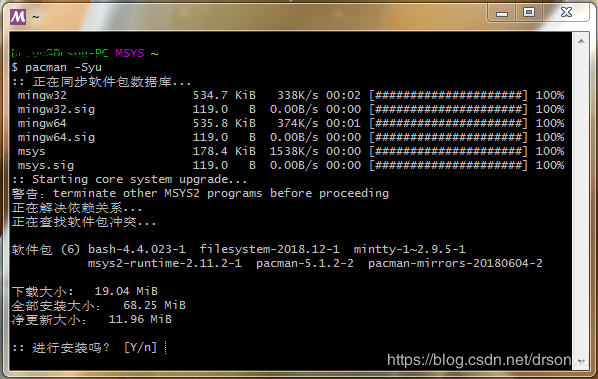 ~
MSYS ~
$ pacman -Syu
:: 正在同步软件包数据库...
mingw32 534.7 KiB 338K/s 00:02 [######################] 100%
mingw32.sig 119.0 B 0.00B/s 00:00 [######################] 100%
mingw64 535.8 KiB 374K/s 00:01 [######################] 100%
mingw64.sig 119.0 B 0.00B/s 00:00 [######################] 100%
msys 178.4 KiB 1538K/s 00:00 [######################] 100%
msys.sig 119.0 B 0.00B/s 00:00 [######################] 100%
:: Starting core system upgrade...
警告：terminate other MSYS2 programs before proceeding
正在解决依赖关系...
正在查找软件包冲突...
软件包 (6) bash-4.4.023-1 filesystem-2018.12-1 mintty-1~2.9.5-1
msys2-runtime-2.11.2-1 pacman-5.1.2-2 pacman-mirrors-20180604-2
下载大小： 19.04 MiB
全部安装大小： 68.25 MiB
净更新大小： 11.96 MiB
:: 进行安装吗？ [Y/n]
https://blog.csdn.net/drsonxu